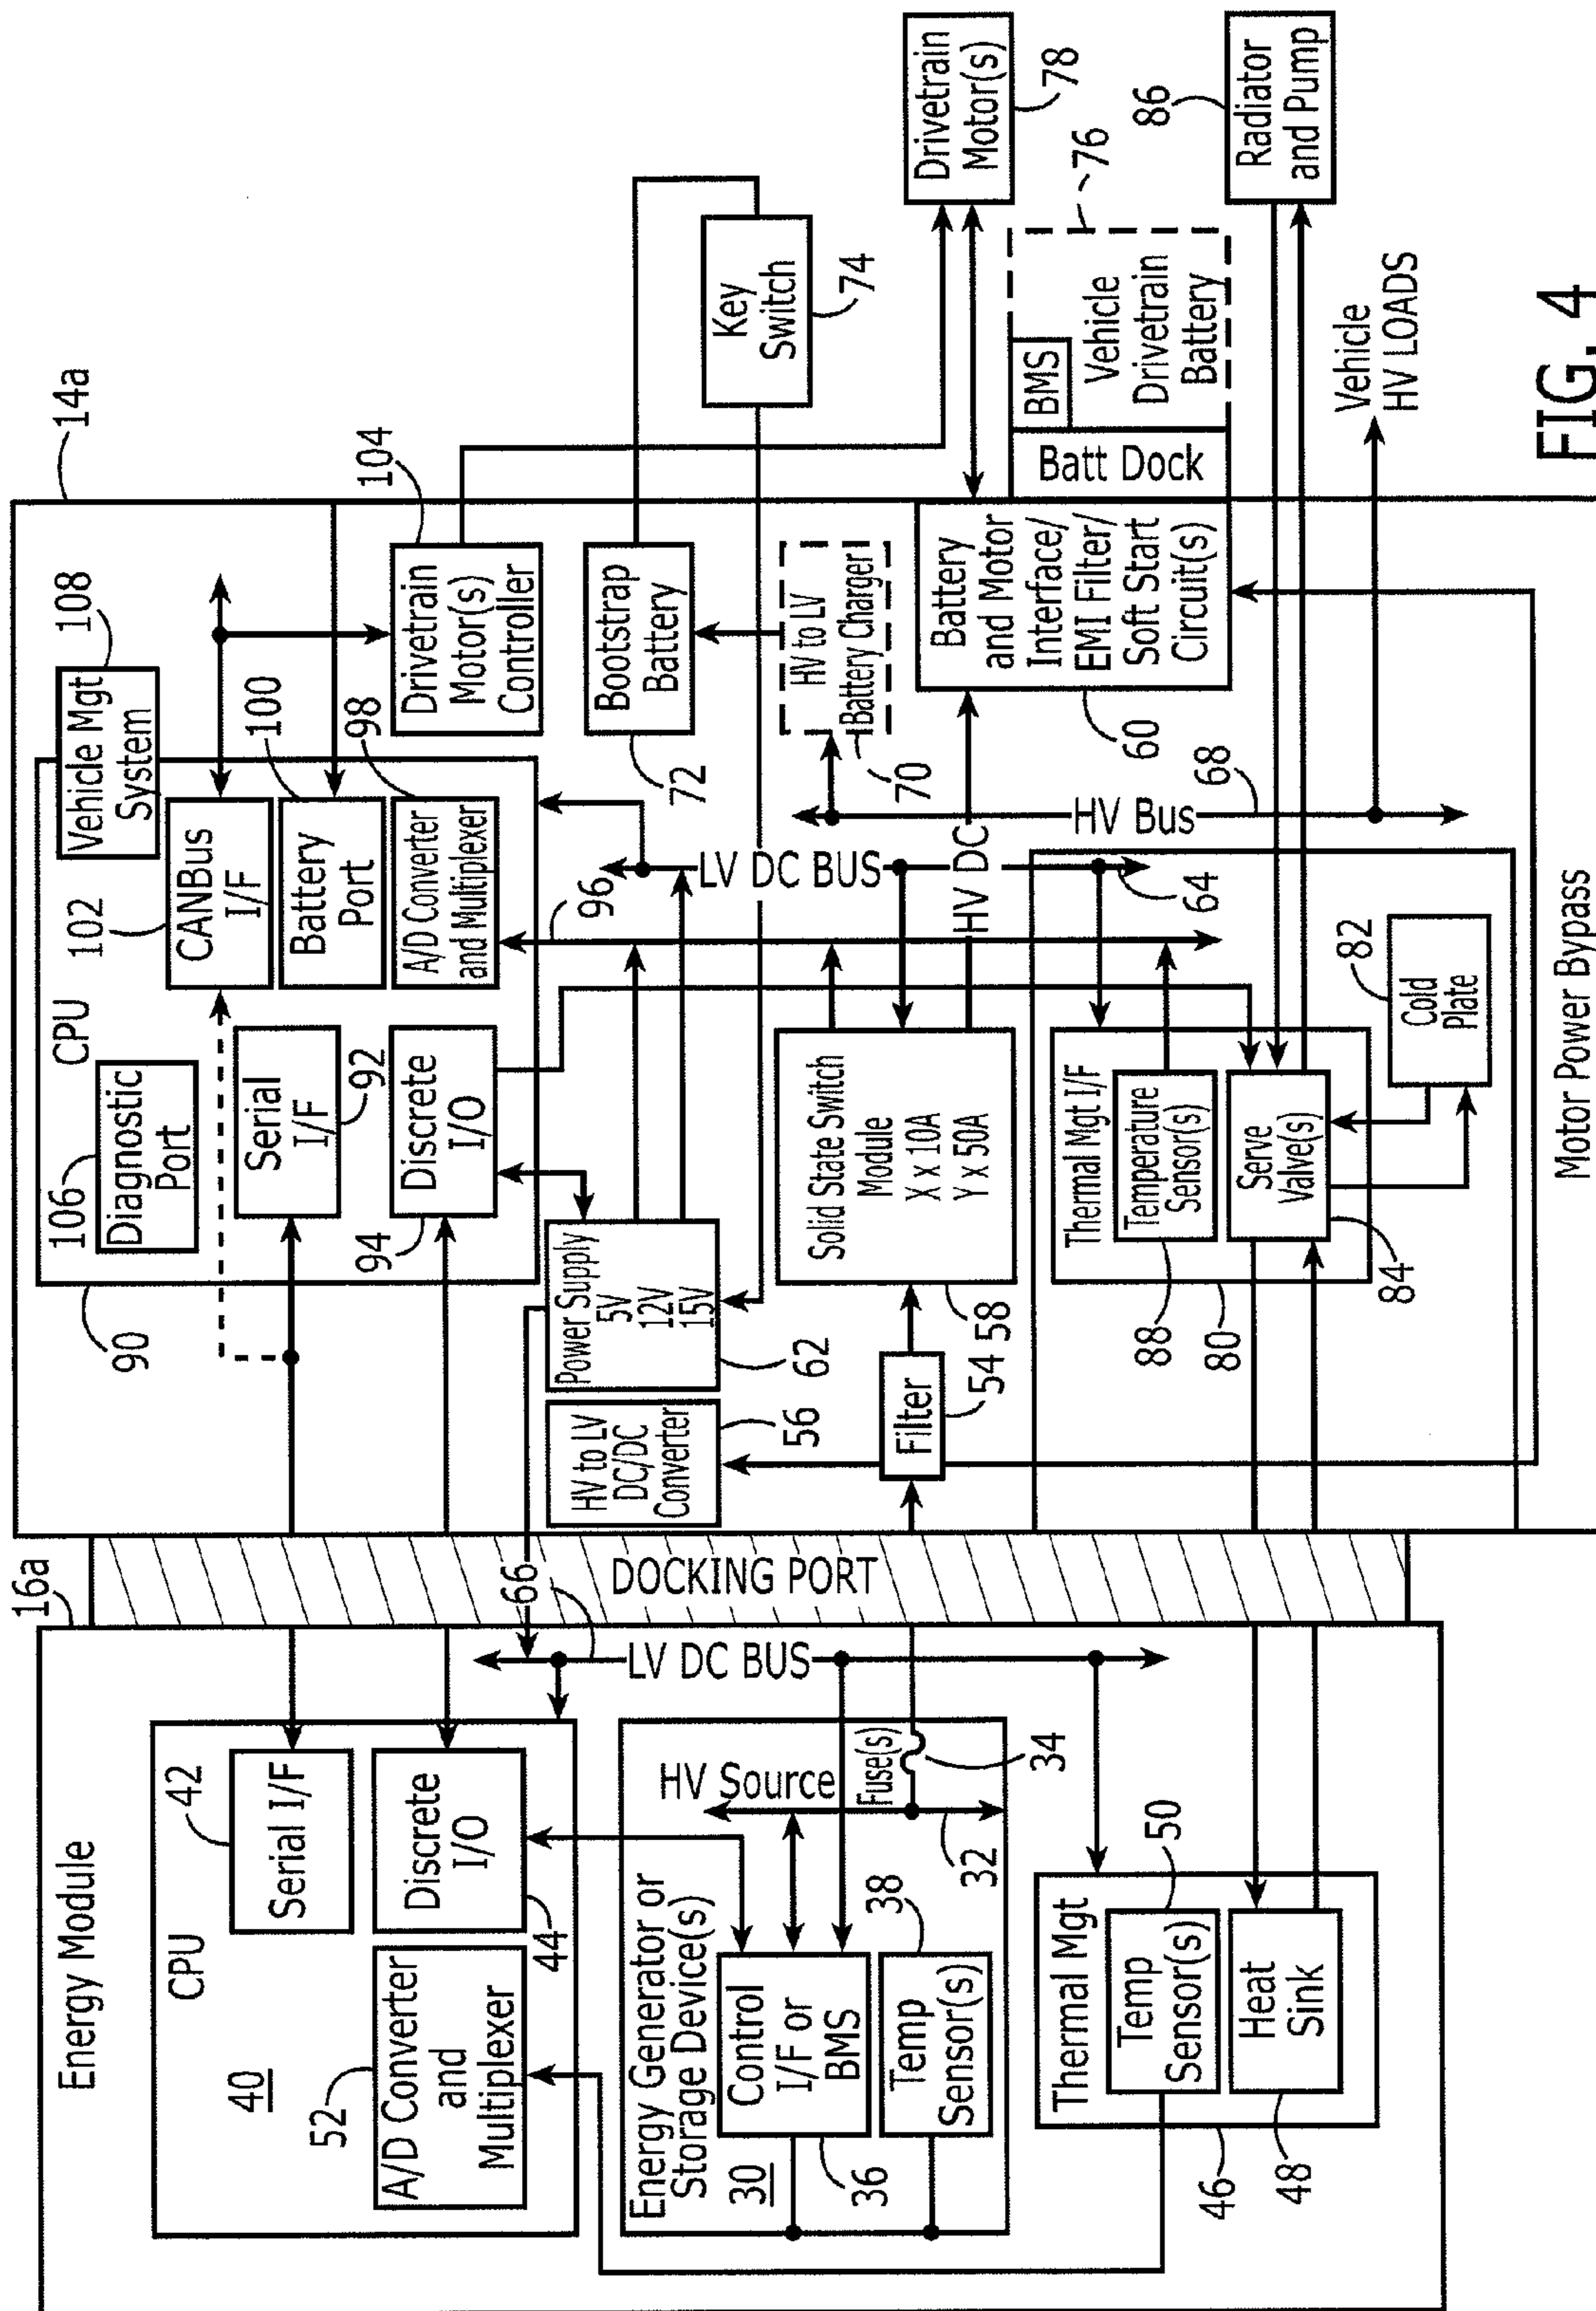 Energy Module
16a
CPU
40
42
Serial I/F
Discrete
I/O
44
52
A/D Converter
and
Multiplexer
Energy Generator or
Storage Device(s)
30
HV Source
Fuse(s)
34
32
Control
I/F or
BMS
36
38
Temp
Sensor(s)
LV DC BUS
66
Thermal Mgt
50
Temp
Sensor(s)
Heat
Sink
46
48
DOCKING PORT
14a
90
CPU
106
Diagnostic
Port
Serial
I/F
92
Discrete
I/O
94
Vehicle Mgt
System
108
102
CANBus
I/F
100
Battery
Port
98
A/D Converter
and Multiplexer
104
Drivetrain
Motor(s)
Controller
96
HV to LV
DC/DC
Converter
56
Power Supply
5V
12V
15V
62
Bootstrap
Battery
72
Key
Switch
74
HV to LV
Battery Charger
70
LV DC BUS
64
HV DC
HV Bus
68
Filter
54
Solid State Switch
Module
X x 10A
Y x 50A
58
Battery
and Motor
Interface/
EMI Filter/
Soft Start
Circuit(s)
60
Batt Dock
BMS
Vehicle
Drivetrain
Battery
76
Drivetrain
Motor(s)
78
Thermal Mgt I/F
Temperature
Sensor(s)
88
80
Serve
Valve(s)
84
82
Cold
Plate
86
Radiator
and Pump
Vehicle
HV LOADS
Motor Power Bypass
FIG. 4